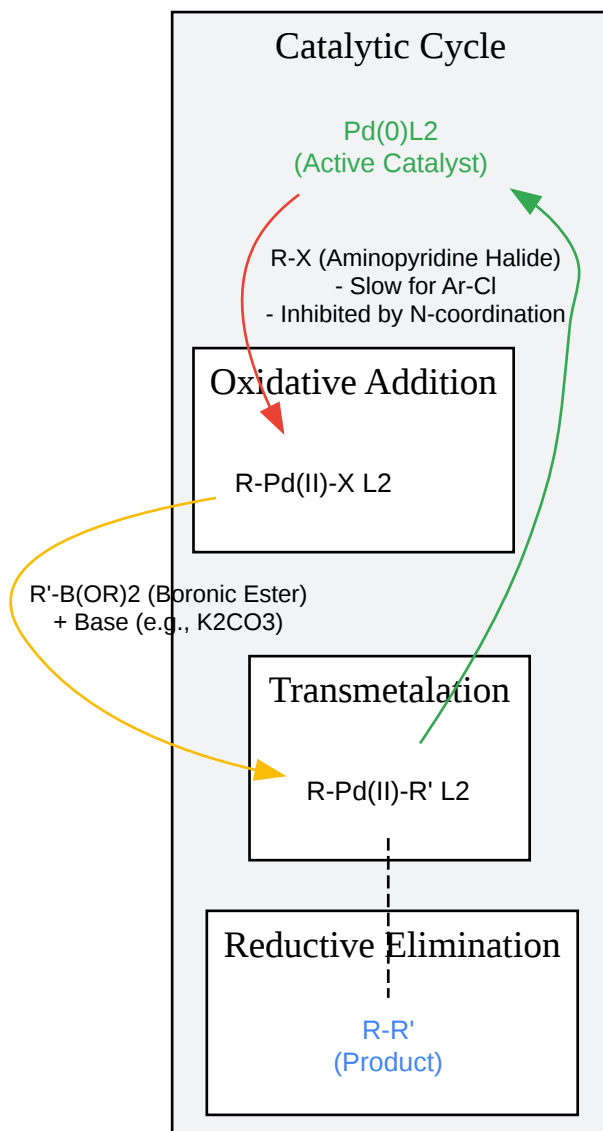 Catalytic Cycle
Pd(0)L2
(Active Catalyst)
R-X (Aminopyridine Halide)
- Slow for Ar-Cl
- Inhibited by N-coordination
Oxidative Addition
R-Pd(II)-X L2
R'-B(OR)2 (Boronic Ester)
+ Base (e.g., K2CO3)
Transmetalation
R-Pd(II)-R' L2
Reductive Elimination
R-R'
(Product)